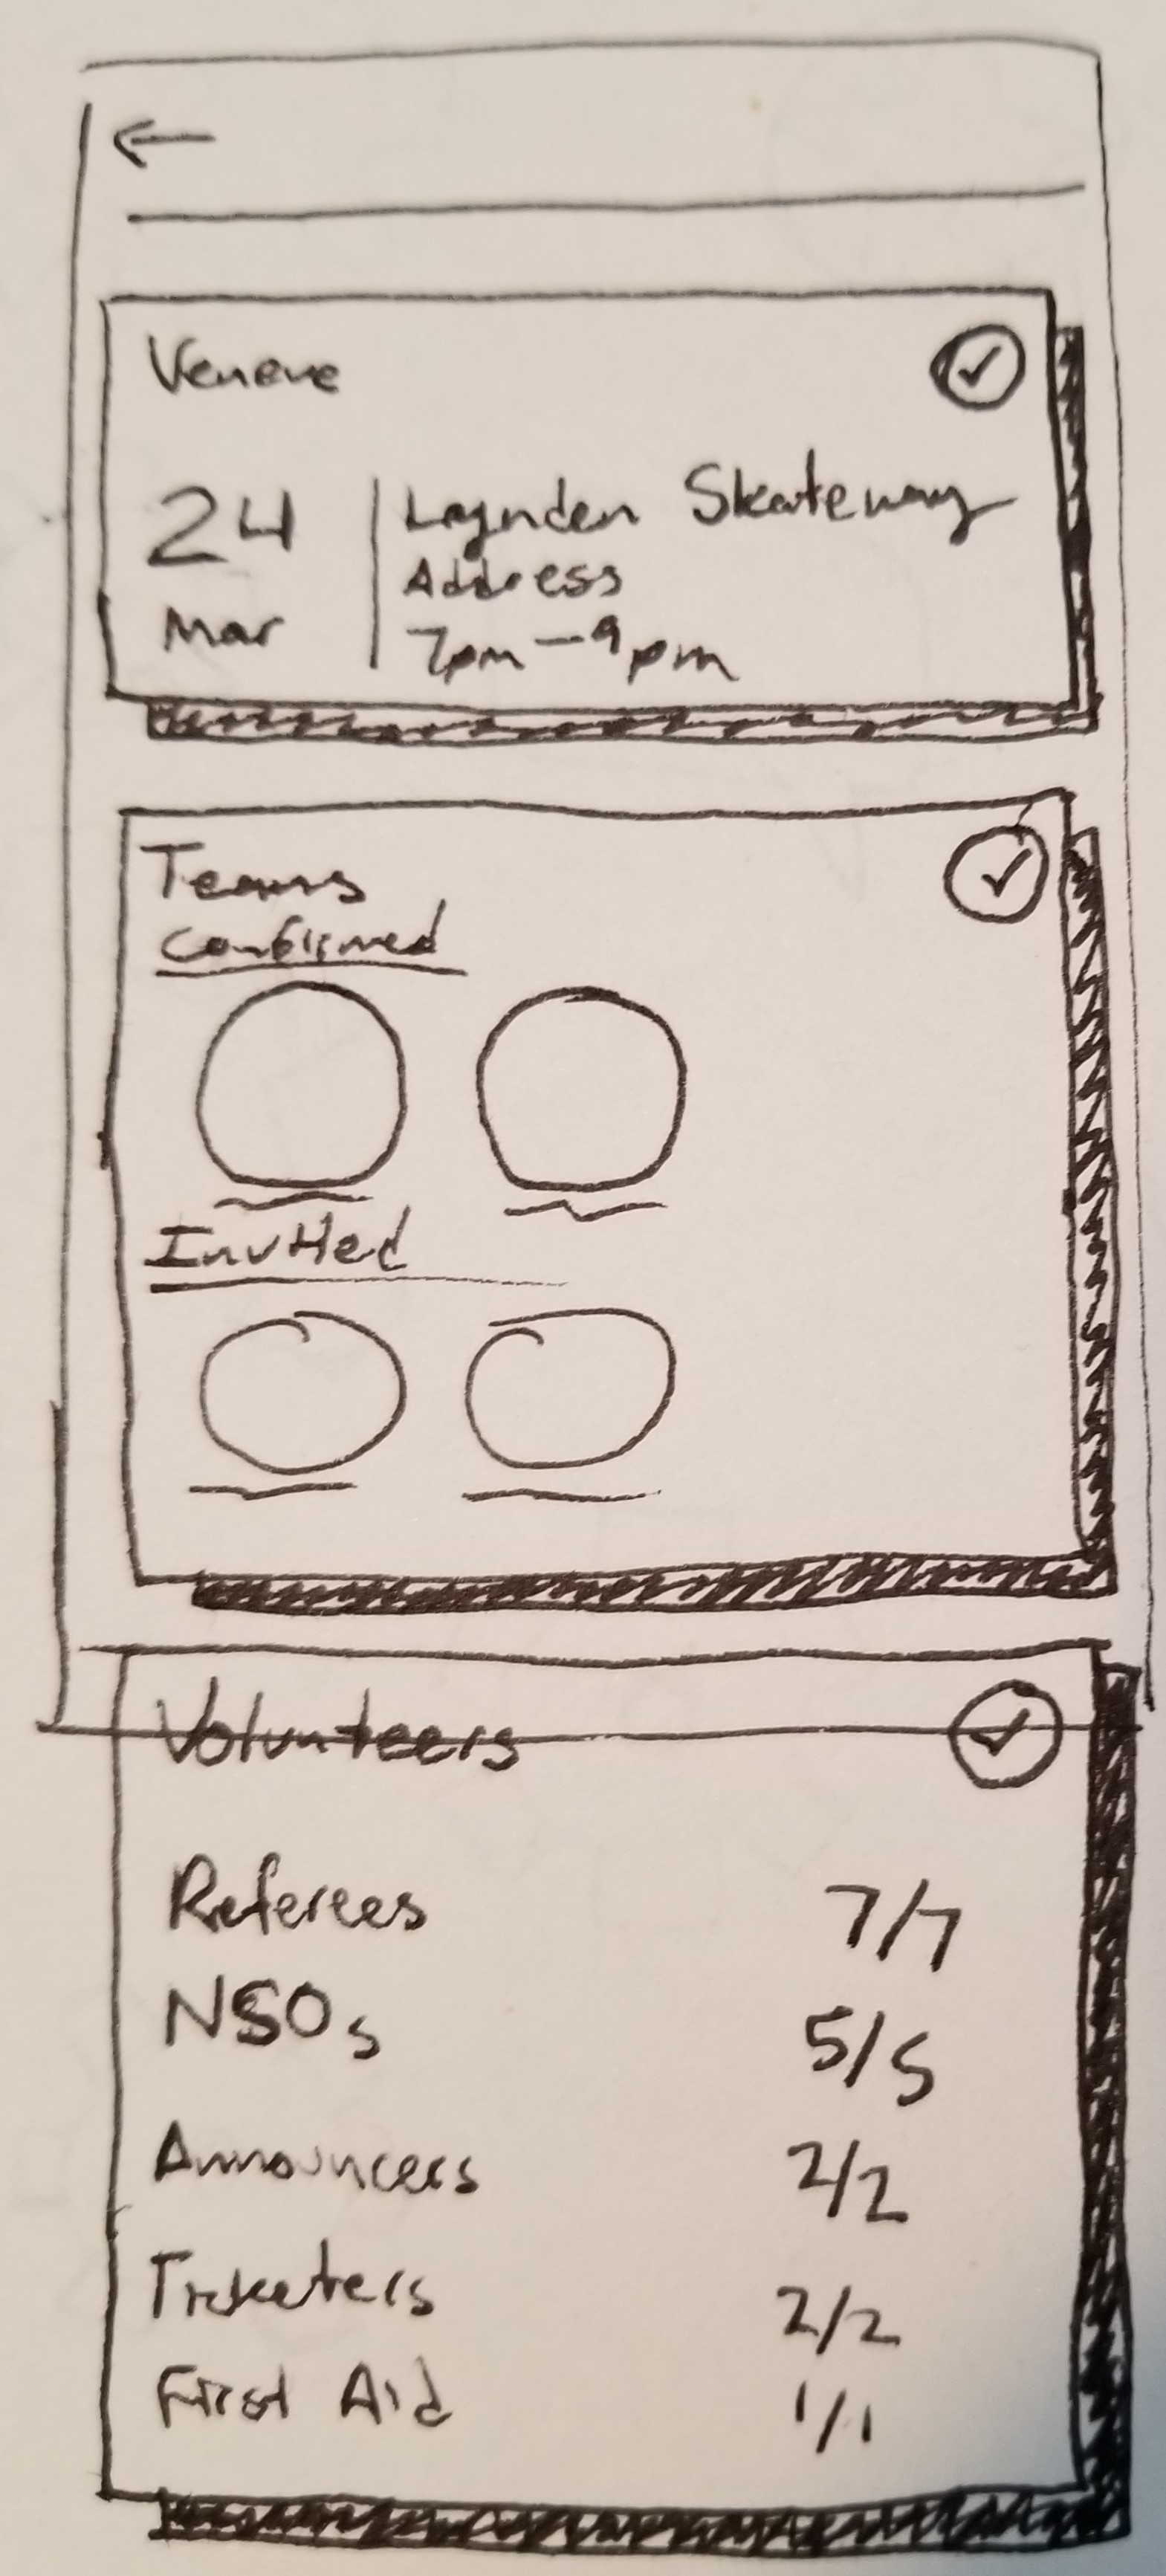 Veneue
24
Mar
Laynden Skateway
Address
7pm - 9pm
Teams
Confirmed
Invited
Volunteers
Referees 7/7
NSOs 5/5
Announcers 2/2
Ticketers 2/2
First Aid 1/1